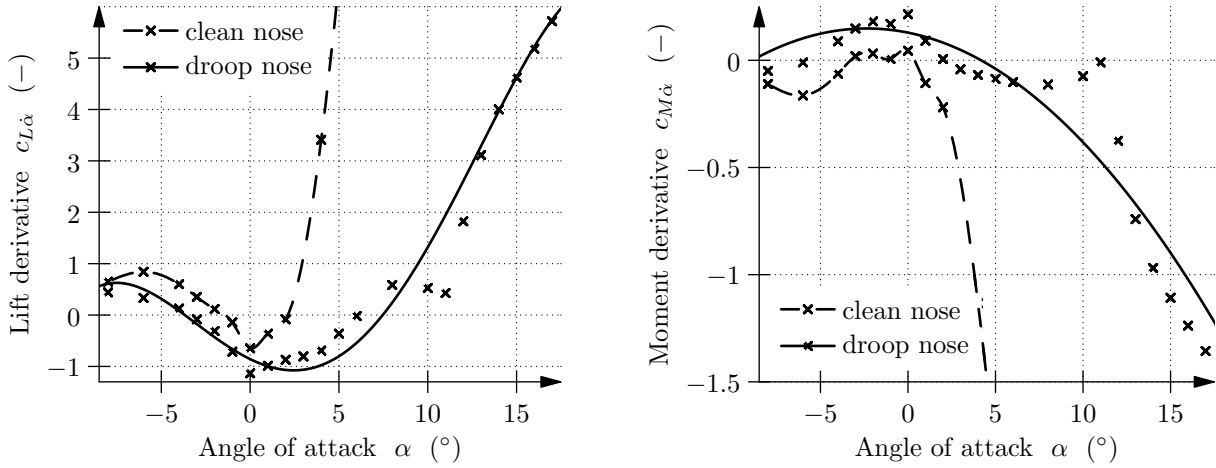 Lift derivative c_{Lα̇} (−)
5
4
3
2
1
0
−1
clean nose
droop nose
−5 0 5 10 15
Angle of attack α (°)
Moment derivative c_{Mα̇} (−)
0
−0.5
−1
−1.5
clean nose
droop nose
−5 0 5 10 15
Angle of attack α (°)